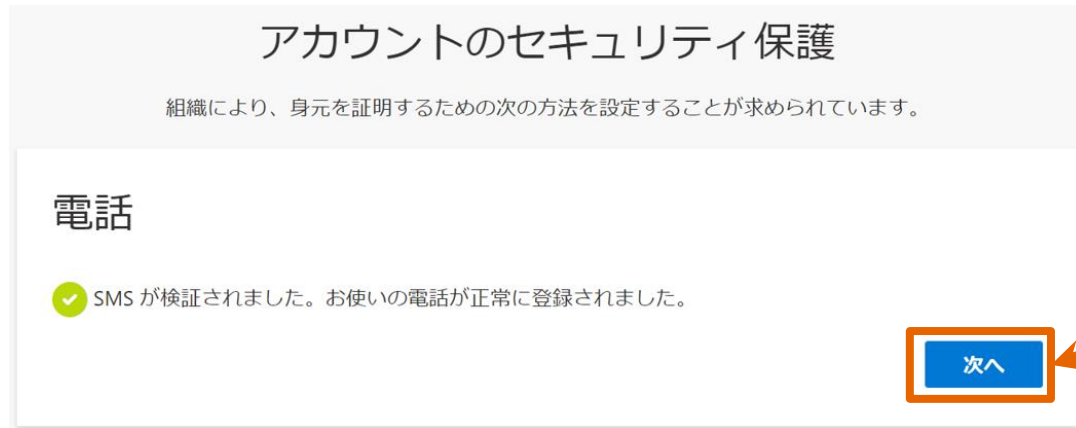 アカウントのセキュリティ保護
組織により、身元を証明するための次の方法を設定することが求められています。
電話
SMS が検証されました。お使いの電話が正常に登録されました。
次へ